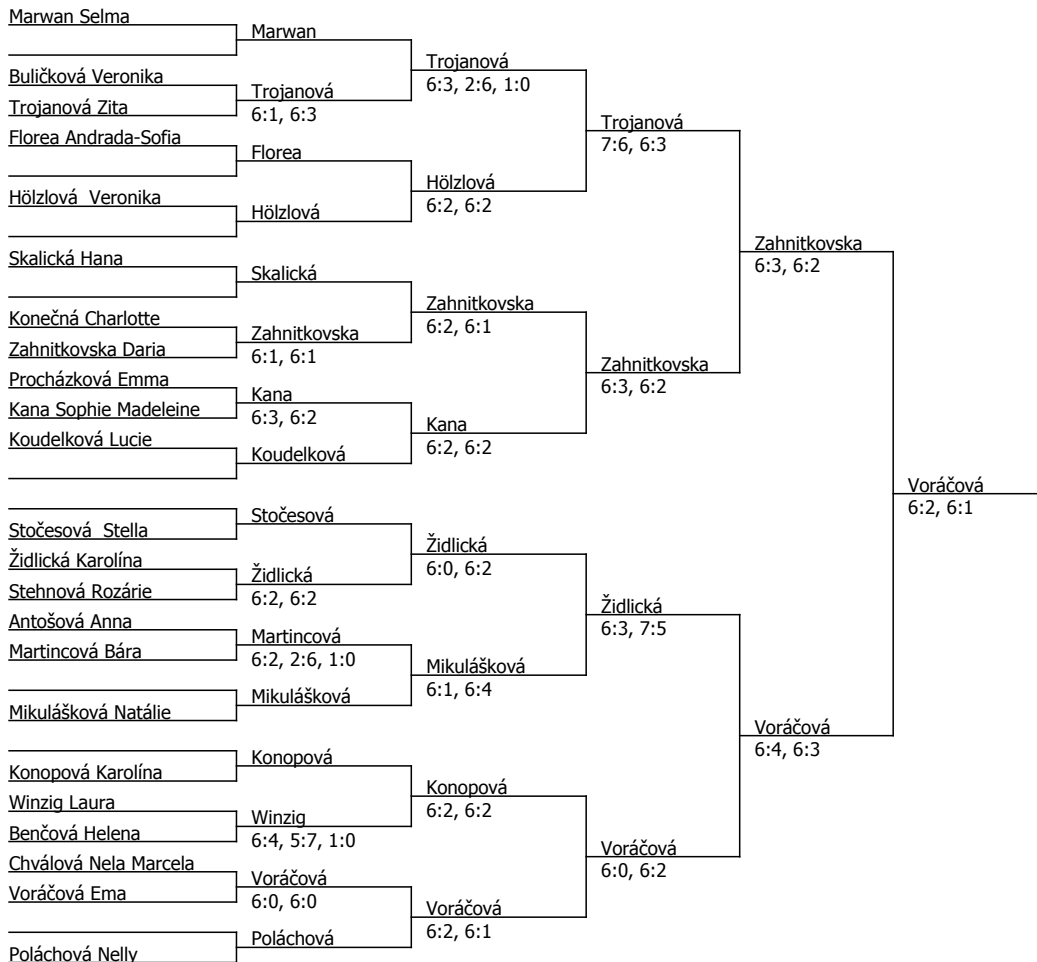 Marwan Selma
Buličková Veronika
Trojanová Zita
Florea Andrada-Sofia
Hölzlová  Veronika
Skalická Hana
Konečná Charlotte
Zahnitkovska Daria
Procházková Emma
Kana Sophie Madeleine
Koudelková Lucie
Stočesová  Stella
Židlická Karolína
Stehnová Rozárie
Antošová Anna
Martincová Bára
Mikulášková Natálie
Konopová Karolína
Winzig Laura
Benčová Helena
Chválová Nela Marcela
Voráčová Ema
Poláchová Nelly
Marwan
Trojanová
6:1, 6:3
Florea
Hölzlová
Skalická
Zahnitkovska
6:1, 6:1
Kana
6:3, 6:2
Koudelková
Stočesová
Židlická
6:2, 6:2
Martincová
6:2, 2:6, 1:0
Mikulášková
Konopová
Winzig
6:4, 5:7, 1:0
Voráčová
6:0, 6:0
Poláchová
Trojanová
6:3, 2:6, 1:0
Hölzlová
6:2, 6:2
Zahnitkovska
6:2, 6:1
Kana
6:2, 6:2
Židlická
6:0, 6:2
Mikulášková
6:1, 6:4
Konopová
6:2, 6:2
Voráčová
6:2, 6:1
Trojanová
7:6, 6:3
Zahnitkovska
6:3, 6:2
Židlická
6:3, 7:5
Voráčová
6:0, 6:2
Zahnitkovska
6:3, 6:2
Voráčová
6:4, 6:3
Voráčová
6:2, 6:1